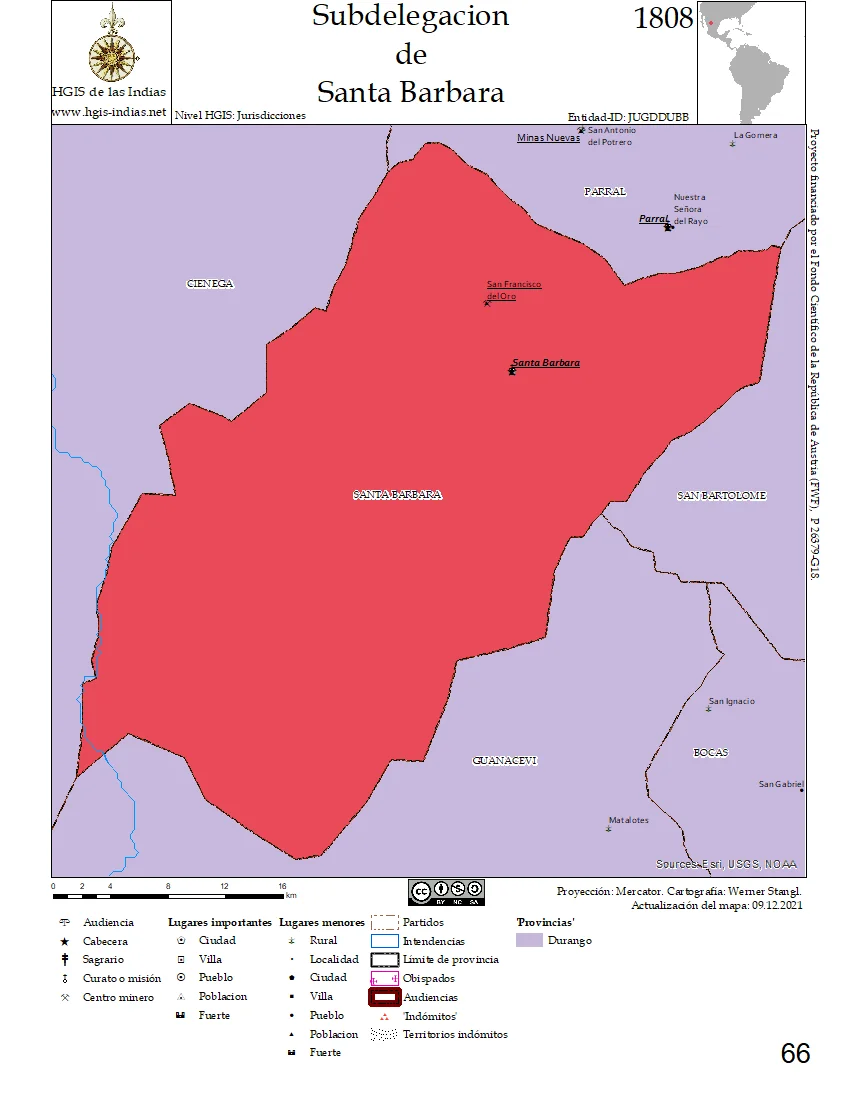 Subdelegacion
de
Santa Barbara
1808
HGIS de las Indias
www.hgis-indias.net
Nivel HGIS: Jurisdicciones
Entidad-ID: JUGDDUBB
Minas Nuevas
San Antonio
del Potrero
La Gomera
PARRAL
Nuestra
Señora
del Rayo
Parral
CIENEGA
San Francisco
del Oro
Santa Barbara
SANTA BARBARA
SAN BARTOLOME
San Ignacio
BOCAS
GUANACEVI
San Gabriel
Matalotes
Sources: Esri, USGS, NOAA
Proyecto financiado por el Fondo Científico de la República de Austria (FWF), P 26379-G18.
0 2 4 8 12 16
km
CC BY NC SA
Proyección: Mercator. Cartografía: Werner Stangl.
Actualización del mapa: 09.12.2021
Audiencia
Cabecera
Sagrario
Curato o misión
Centro minero
Lugares importantes
Ciudad
Villa
Pueblo
Poblacion
Fuerte
Lugares menores
Rural
Localidad
Ciudad
Villa
Pueblo
Poblacion
Fuerte
Partidos
Intendencias
Límite de provincia
Obispados
Audiencias
'Indómitos'
Territorios indómitos
'Provincias'
Durango
66